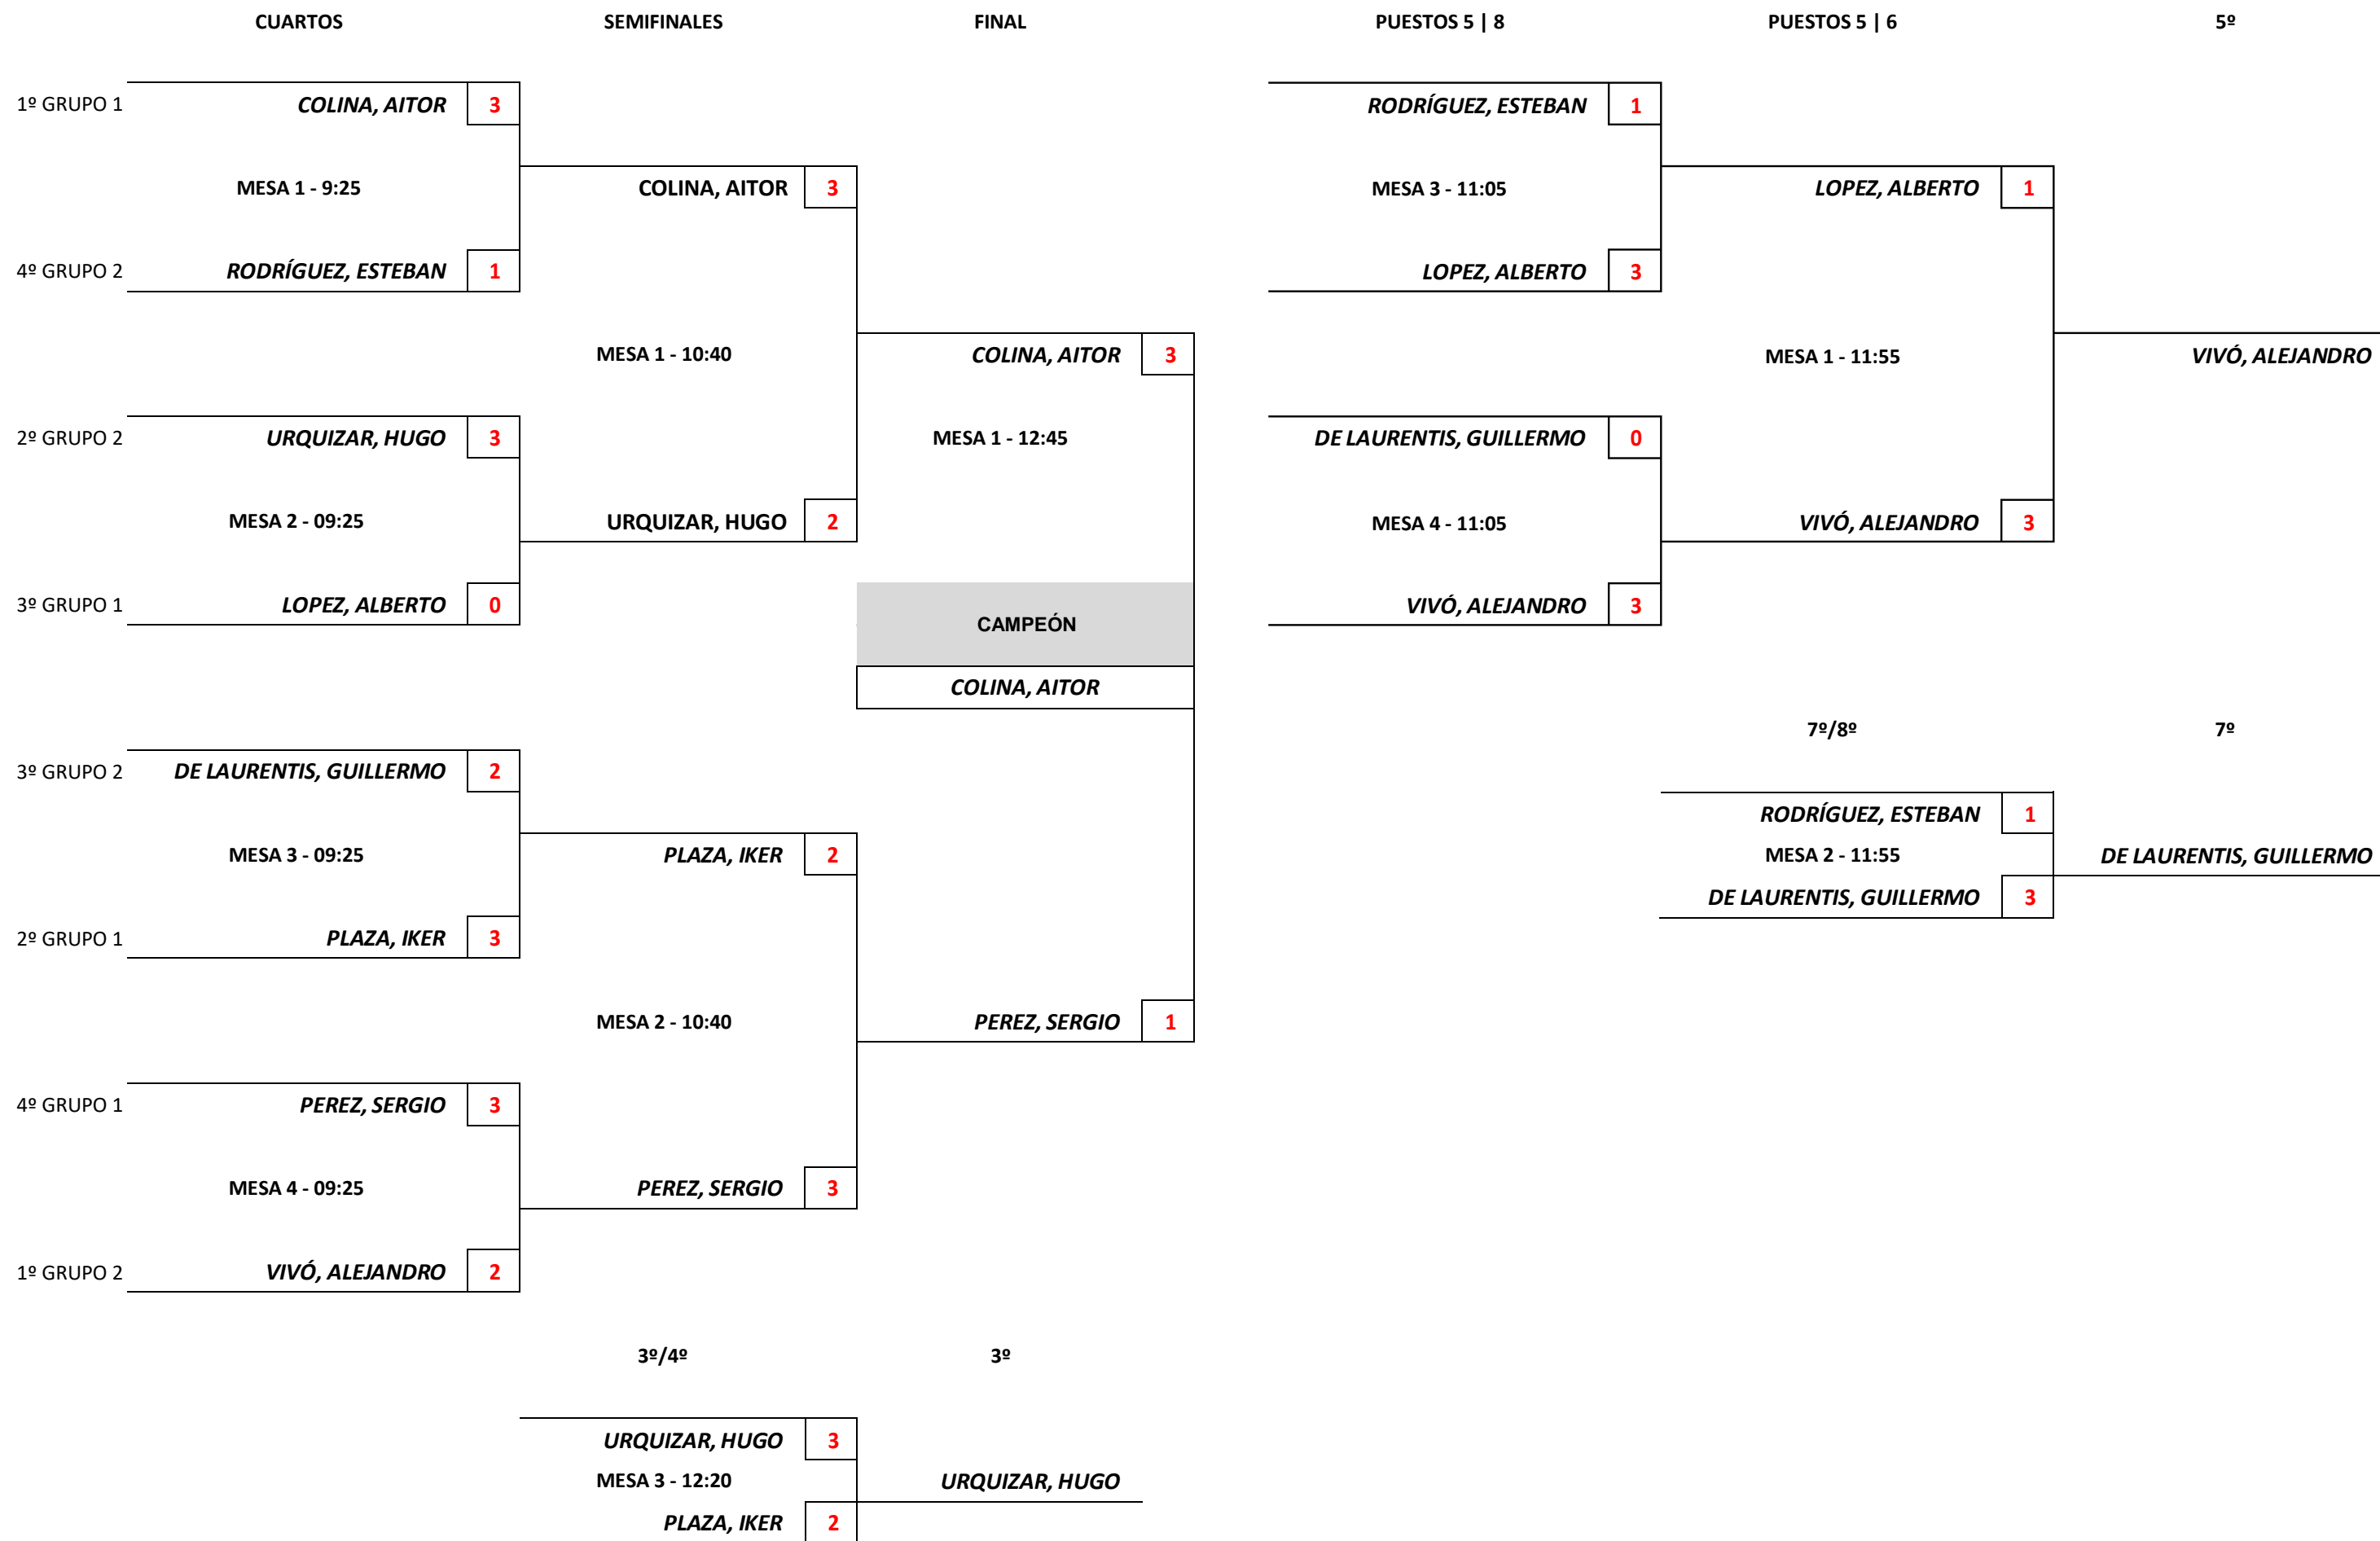 CUARTOS SEMIFINALES FINAL PUESTOS 5 | 8 PUESTOS 5 | 6 5º
1º GRUPO 1 COLINA, AITOR 3 RODRÍGUEZ, ESTEBAN 1
MESA 1 - 9:25 COLINA, AITOR 3 MESA 3 - 11:05 LOPEZ, ALBERTO 1
4º GRUPO 2 RODRÍGUEZ, ESTEBAN 1 LOPEZ, ALBERTO 3
MESA 1 - 10:40 COLINA, AITOR 3 MESA 1 - 11:55 VIVÓ, ALEJANDRO
2º GRUPO 2 URQUIZAR, HUGO 3 MESA 1 - 12:45 DE LAURENTIS, GUILLERMO 0
MESA 2 - 09:25 URQUIZAR, HUGO 2 MESA 4 - 11:05 VIVÓ, ALEJANDRO 3
3º GRUPO 1 LOPEZ, ALBERTO 0 VIVÓ, ALEJANDRO 3
CAMPEÓN
COLINA, AITOR
7º/8º 7º
3º GRUPO 2 DE LAURENTIS, GUILLERMO 2
RODRÍGUEZ, ESTEBAN 1
MESA 3 - 09:25 PLAZA, IKER 2 MESA 2 - 11:55 DE LAURENTIS, GUILLERMO
DE LAURENTIS, GUILLERMO 3
2º GRUPO 1 PLAZA, IKER 3
MESA 2 - 10:40 PEREZ, SERGIO 1
4º GRUPO 1 PEREZ, SERGIO 3
MESA 4 - 09:25 PEREZ, SERGIO 3
1º GRUPO 2 VIVÓ, ALEJANDRO 2
3º/4º 3º
URQUIZAR, HUGO 3
MESA 3 - 12:20 URQUIZAR, HUGO
PLAZA, IKER 2